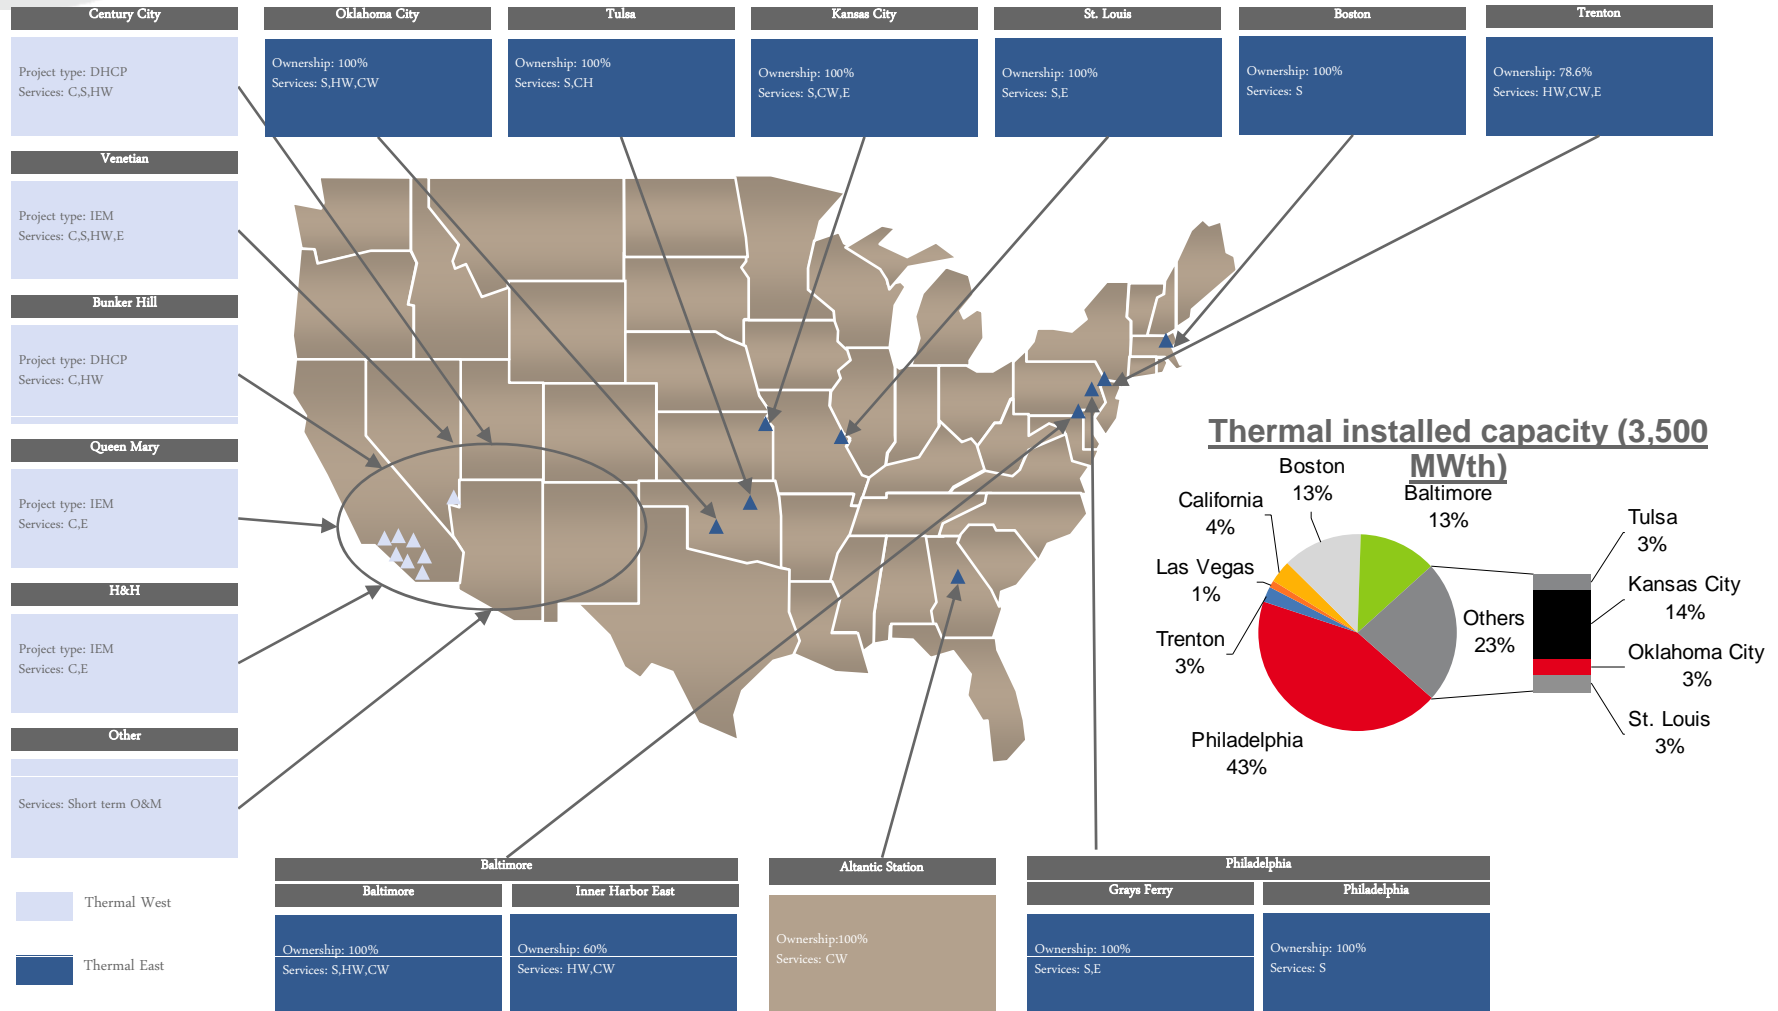 Century City
Project type: DHCP
Services: C,S,HW
Oklahoma City
Ownership: 100%
Services: S,HW,CW
Tulsa
Ownership: 100%
Services: S,CH
Kansas City
Ownership: 100%
Services: S,CW,E
St. Louis
Ownership: 100%
Services: S,E
Boston
Ownership: 100%
Services: S
Trenton
Ownership: 78.6%
Services: HW,CW,E
Venetian
Project type: IEM
Services: C,S,HW,E
Bunker Hill
Project type: DHCP
Services: C,HW
Queen Mary
Project type: IEM
Services: C,E
H&H
Project type: IEM
Services: C,E
Other
Services: Short term O&M
Thermal West
Thermal East
Thermal installed capacity (3,500
MWth)
Boston
13%
Baltimore
13%
California
4%
Las Vegas
1%
Trenton
3%
Philadelphia
43%
Others
23%
Tulsa
3%
Kansas City
14%
Oklahoma City
3%
St. Louis
3%
Baltimore
Baltimore
Ownership: 100%
Services: S,HW,CW
Inner Harbor East
Ownership: 60%
Services: HW,CW
Altantic Station
Ownership:100%
Services: CW
Philadelphia
Grays Ferry
Ownership: 100%
Services: S,E
Philadelphia
Ownership: 100%
Services: S